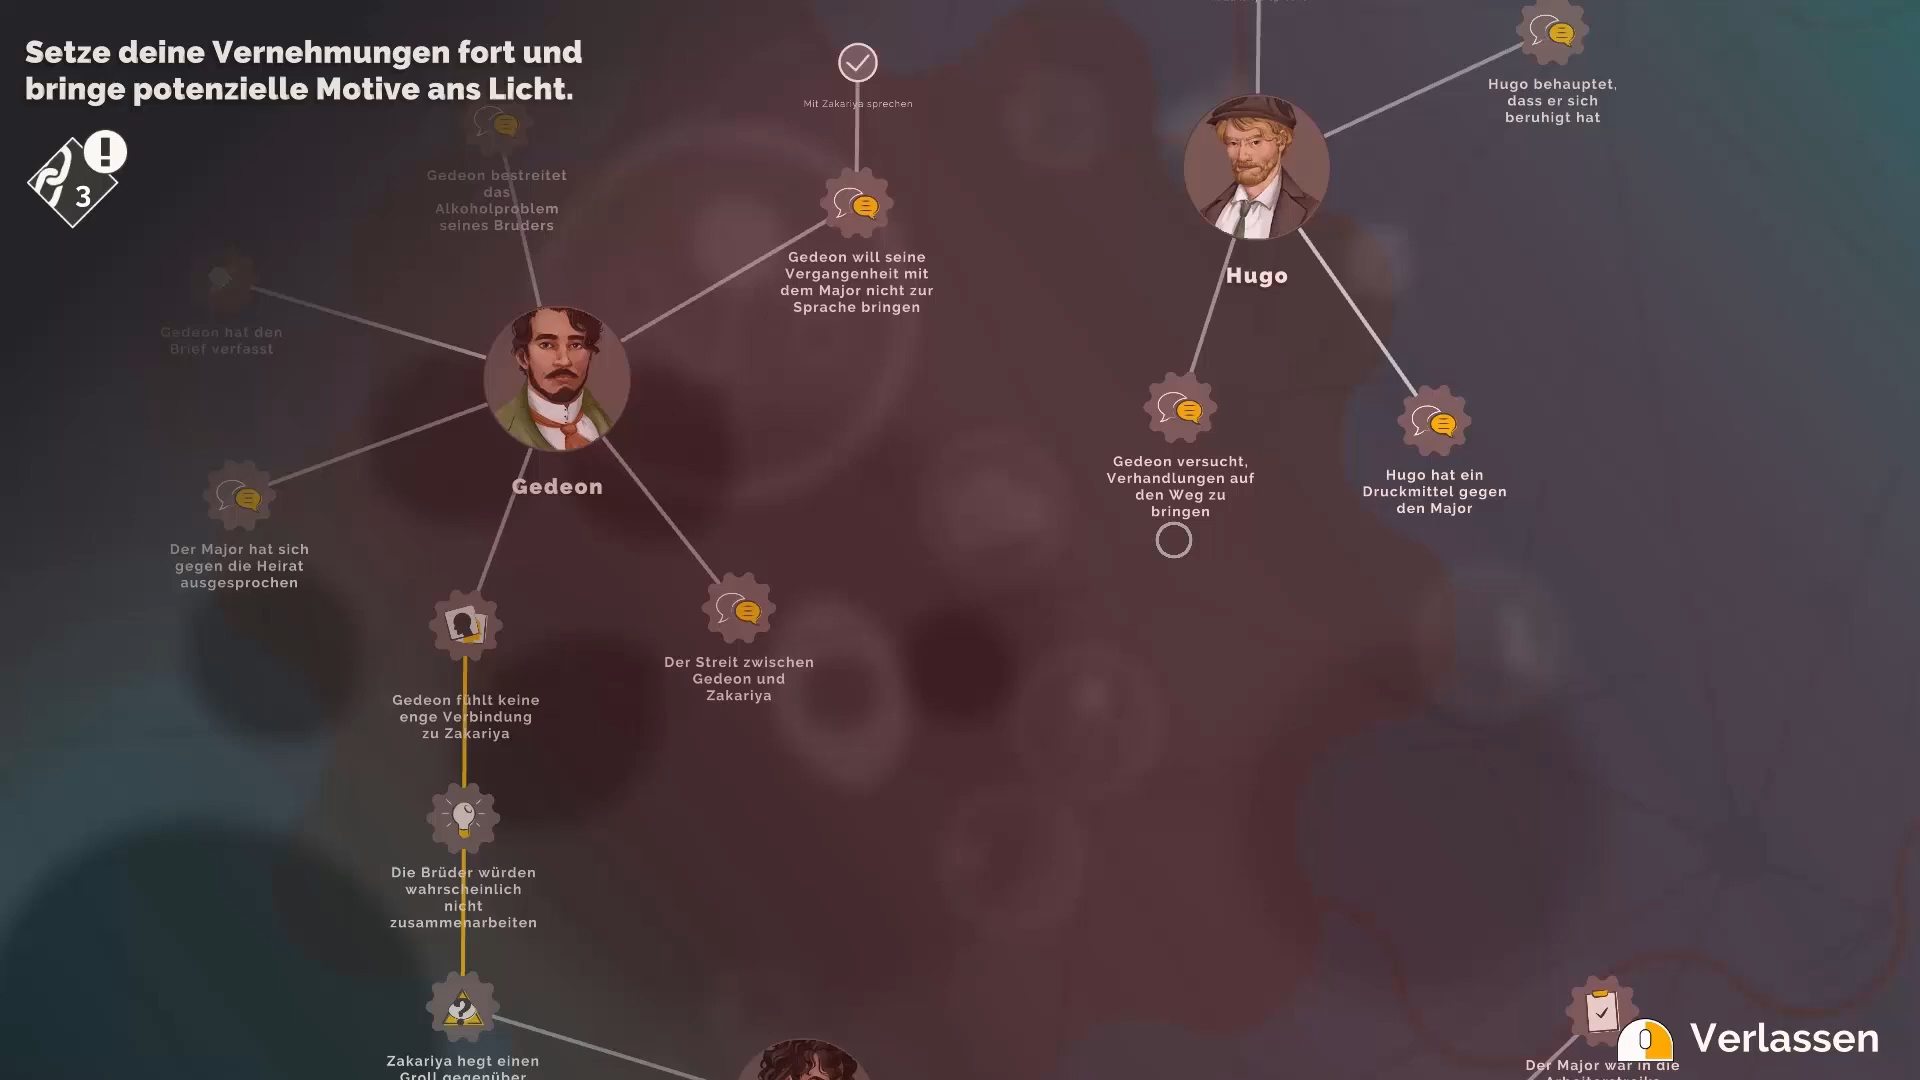 Setze deine Vernehmungen fort und
bringe potenzielle Motive ans Licht.
3
Mit Zakariya sprechen
Hugo behauptet,
dass er sich
beruhigt hat
Gedeon bestreitet
das
Alkoholproblem
seines Bruders
Gedeon will seine
Vergangenheit mit
dem Major nicht zur
Sprache bringen
Hugo
Gedeon hat den
Brief verfasst
Gedeon
Gedeon versucht,
Verhandlungen auf
den Weg zu
bringen
Hugo hat ein
Druckmittel gegen
den Major
Der Major hat sich
gegen die Heirat
ausgesprochen
Der Streit zwischen
Gedeon und
Zakariya
Gedeon fühlt keine
enge Verbindung
zu Zakariya
Die Brüder würden
wahrscheinlich
nicht
zusammenarbeiten
Zakariya hegt einen
Groll gegenüber
Verlassen
Der Major war in die